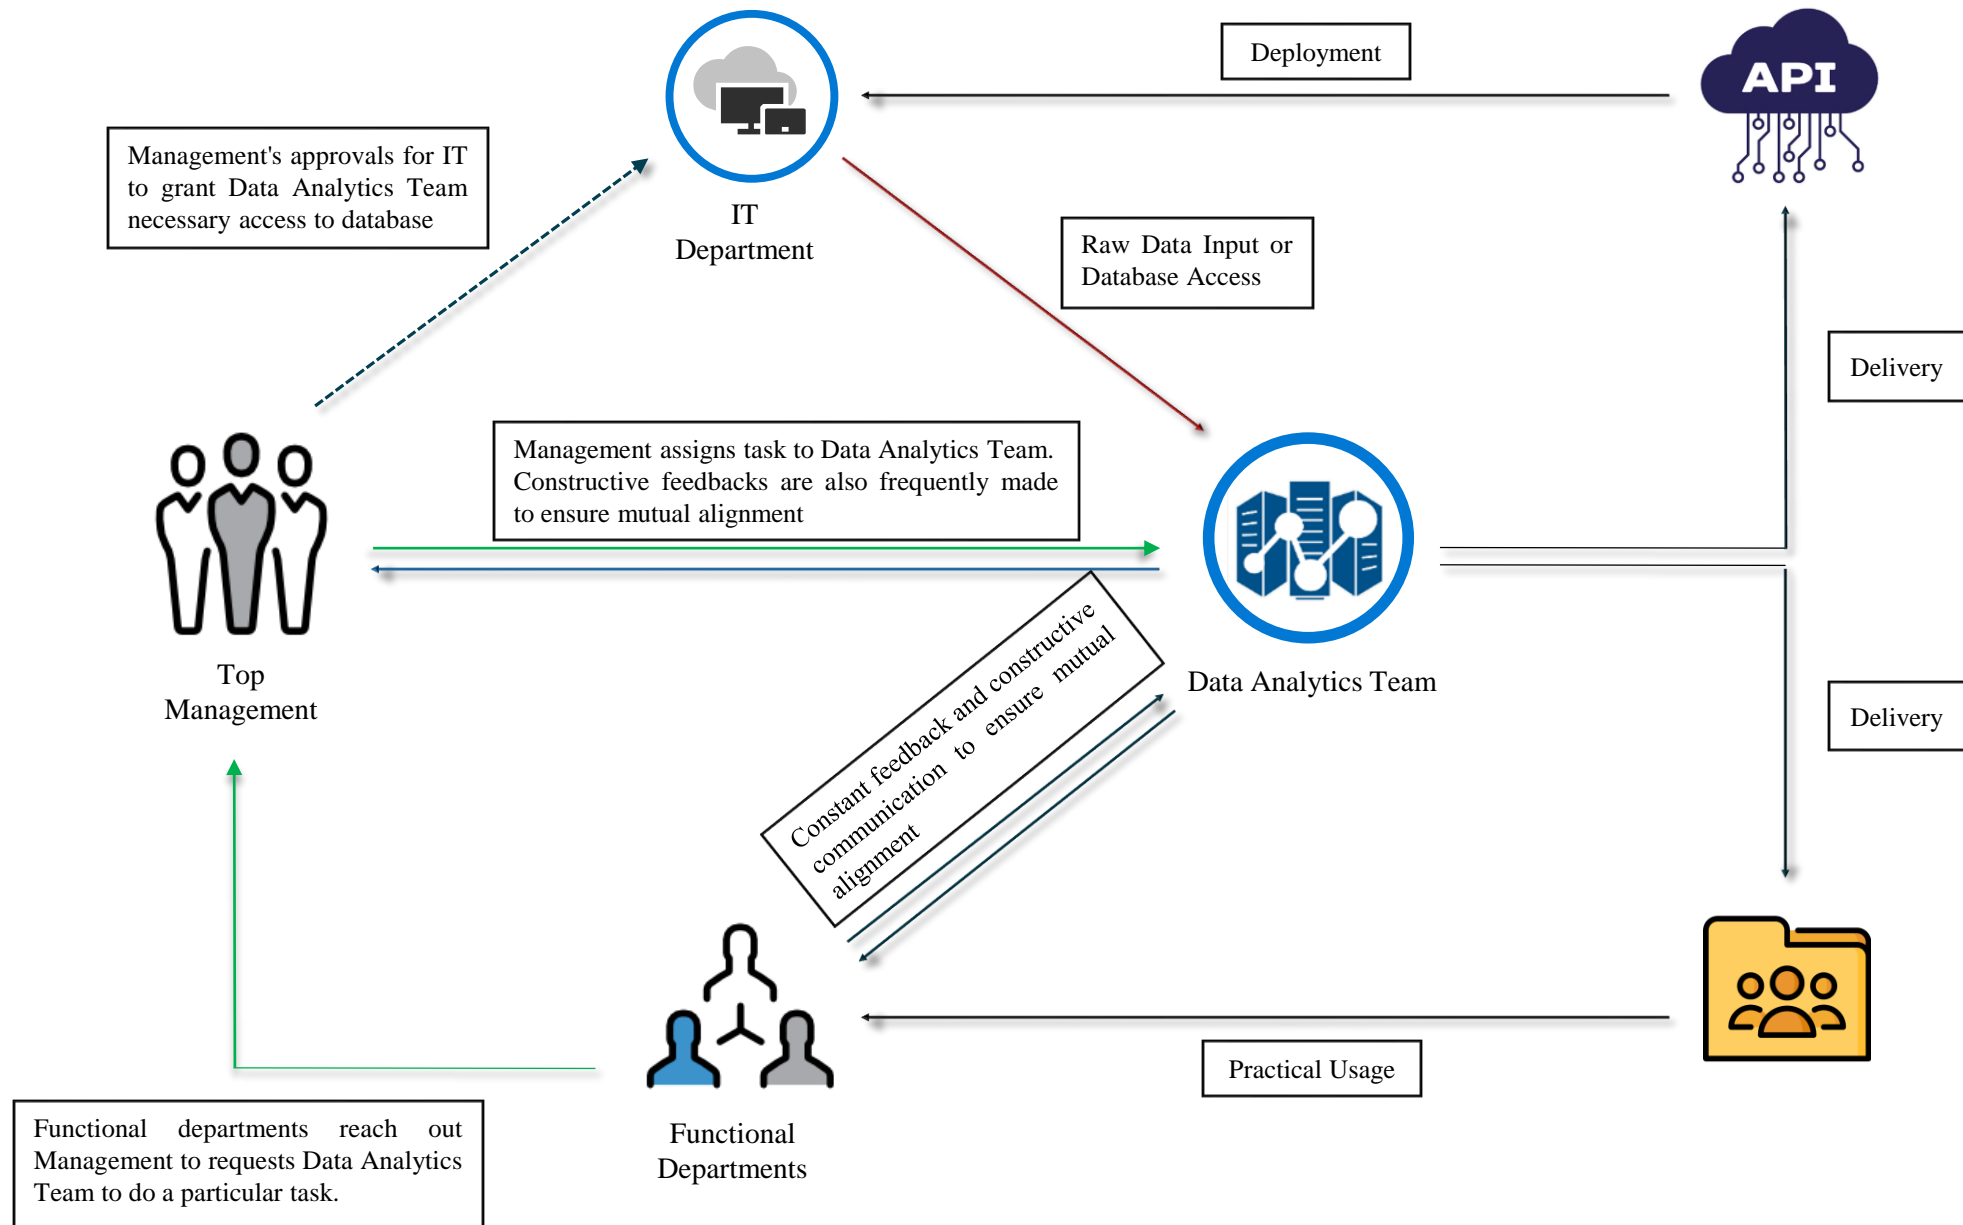 Deployment
API
Management's approvals for IT
to grant Data Analytics Team
necessary access to database
IT
Department
Raw Data Input or
Database Access
Delivery
Management assigns task to Data Analytics Team.
Constructive feedbacks are also frequently made
to ensure mutual alignment
Top
Management
Data Analytics Team
Constant feedback and constructive
communication to ensure mutual
alignment
Delivery
Practical Usage
Functional departments reach out
Management to requests Data Analytics
Team to do a particular task.
Functional
Departments